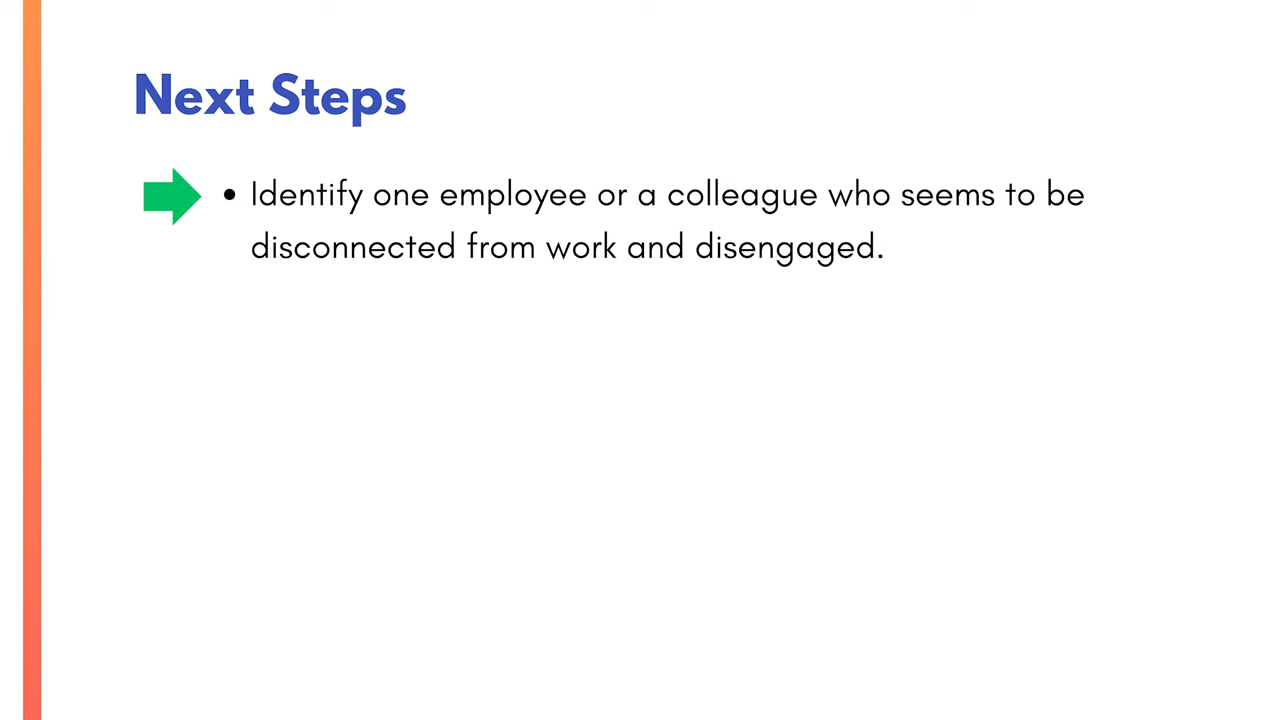 Next Steps
• Identify one employee or a colleague who seems to be
disconnected from work and disengaged.